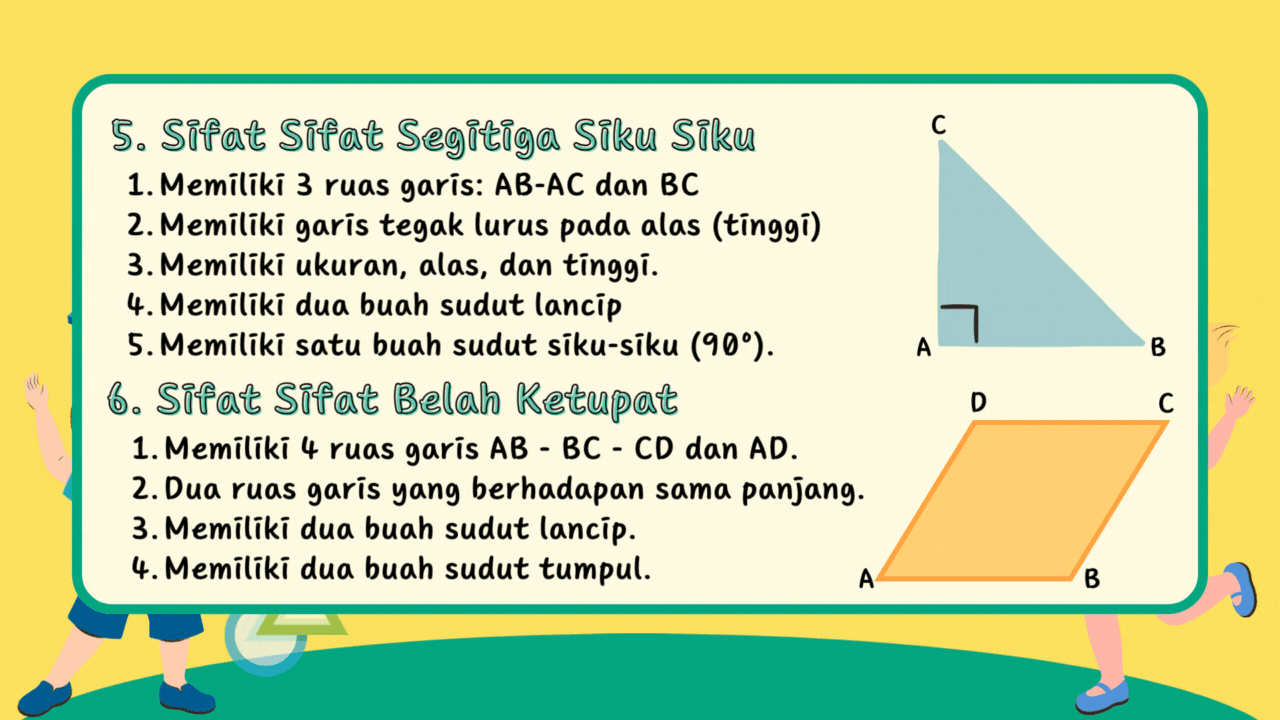 5. Sifat Sifat Segitiga Siku Siku
1. Memiliki 3 ruas garis: AB-AC dan BC
2. Memiliki garis tegak lurus pada alas (tinggi)
3. Memiliki ukuran, alas, dan tinggi.
4. Memiliki dua buah sudut lancip
5. Memiliki satu buah sudut siku-siku (90°).
C
A
B
6. Sifat Sifat Belah Ketupat
1. Memiliki 4 ruas garis AB - BC - CD dan AD.
2. Dua ruas garis yang berhadapan sama panjang.
3. Memiliki dua buah sudut lancip.
4. Memiliki dua buah sudut tumpul.
D
C
A
B